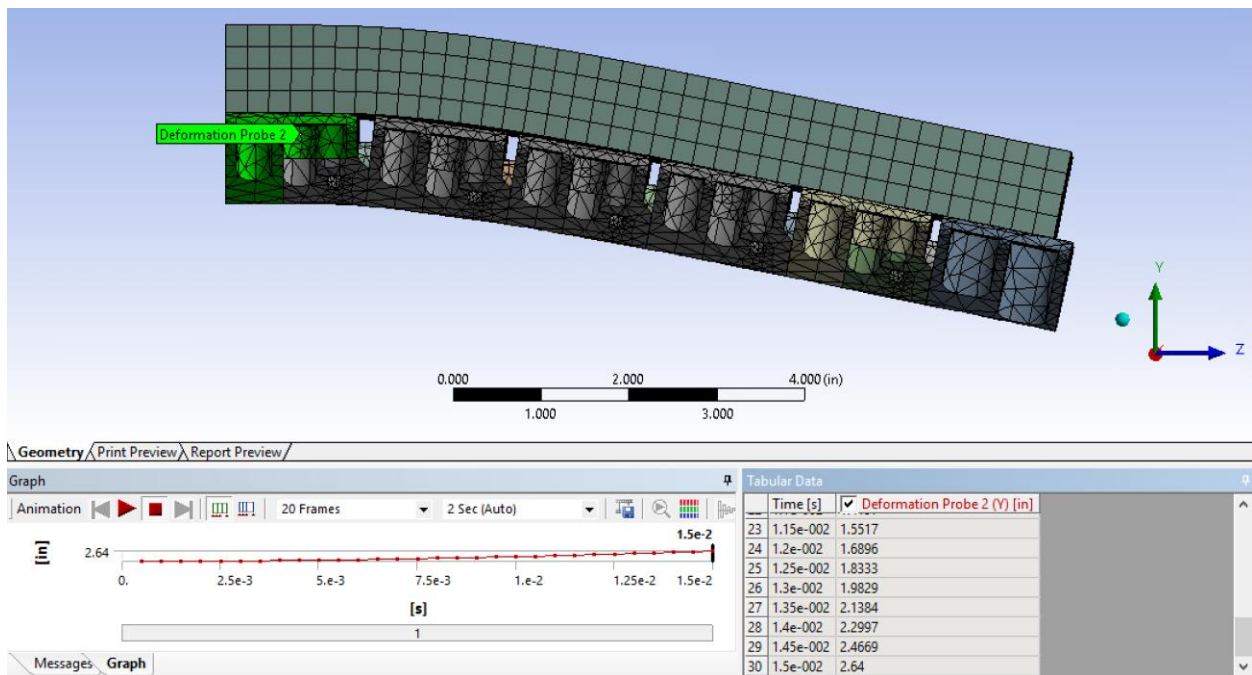 Deformation Probe 2
Y
Z
0.000 2.000 4.000 (in)
1.000 3.000
Geometry Print Preview Report Preview
Graph
Animation 20 Frames 2 Sec (Auto)
1.5e-2
[in] 2.64
0. 2.5e-3 5.e-3 7.5e-3 1.e-2 1.25e-2 1.5e-2
[s]
1
Messages Graph
Tabular Data
Time [s] Deformation Probe 2 (Y) [in]
23 1.15e-002 1.5517
24 1.2e-002 1.6896
25 1.25e-002 1.8333
26 1.3e-002 1.9829
27 1.35e-002 2.1384
28 1.4e-002 2.2997
29 1.45e-002 2.4669
30 1.5e-002 2.64